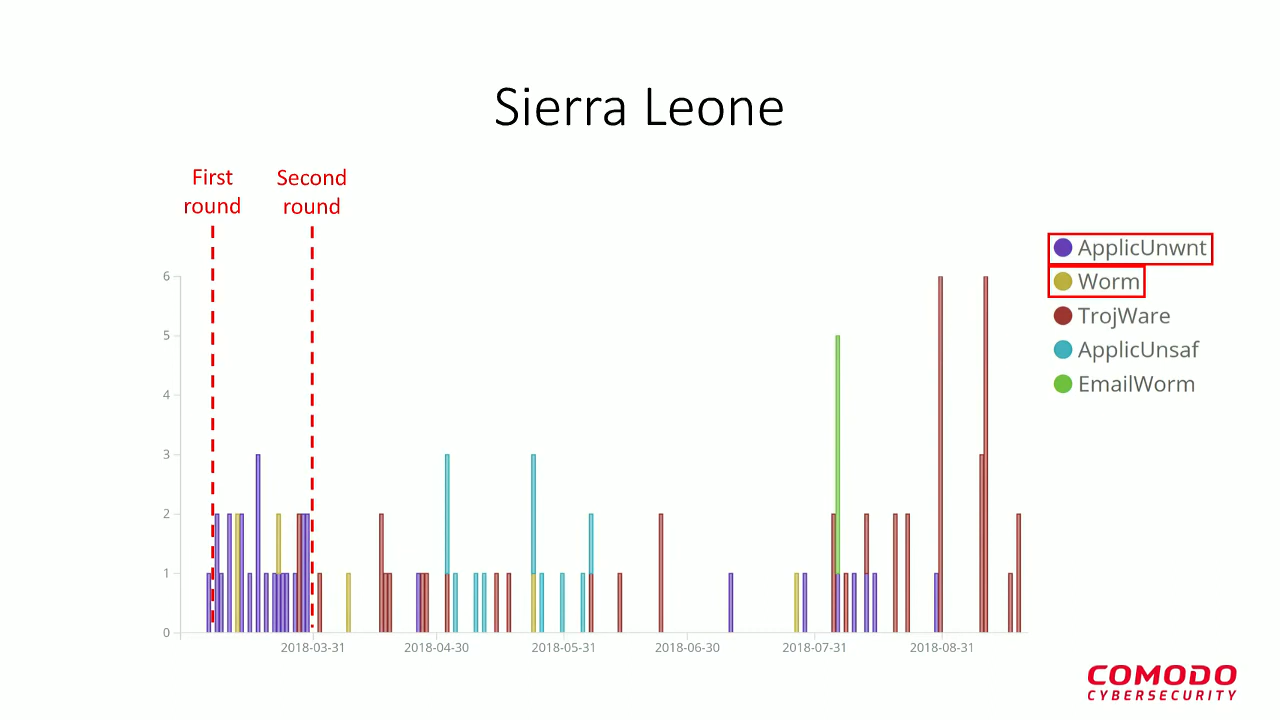 Sierra Leone
First
round
Second
round
ApplicUnwnt
Worm
TrojWare
ApplicUnsaf
EmailWorm
6
5
4
3
2
1
0
2018-03-31
2018-04-30
2018-05-31
2018-06-30
2018-07-31
2018-08-31
COMODO
CYBERSECURITY